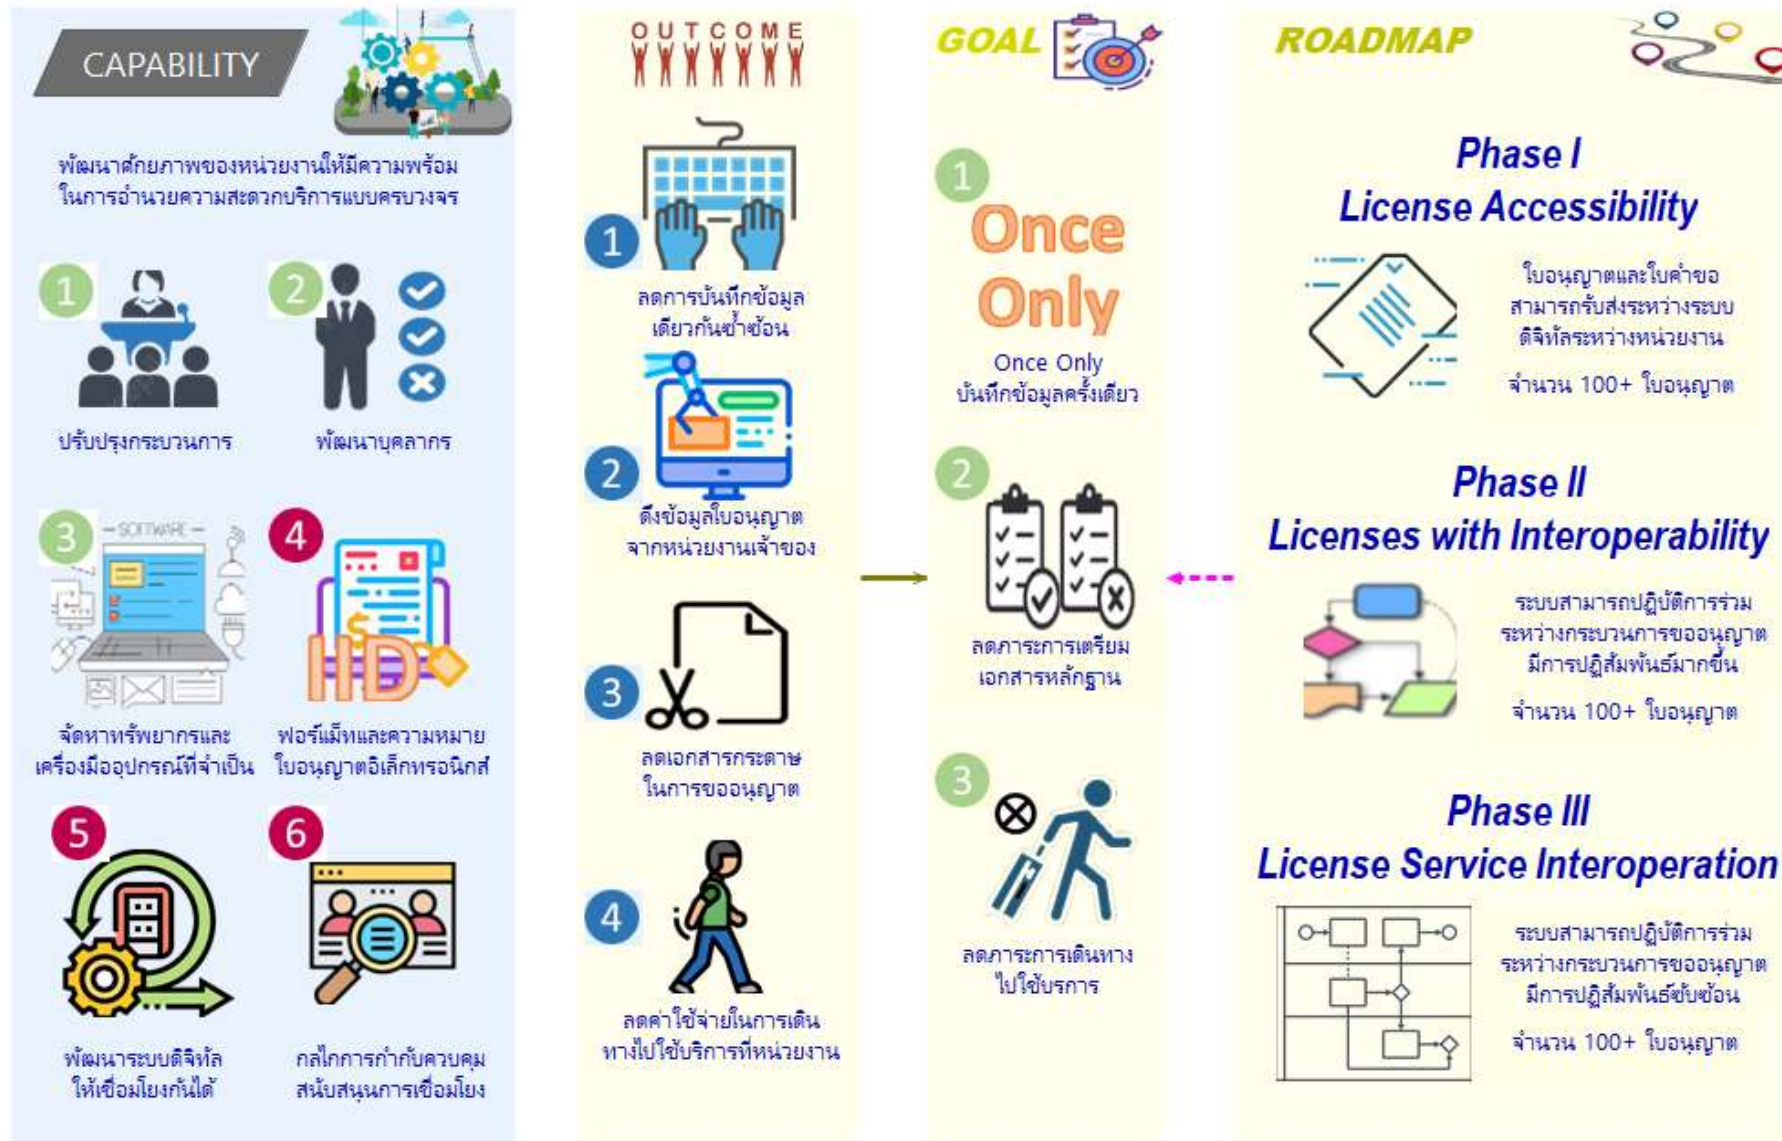 CAPABILITY
พัฒนาศักยภาพของหน่วยงานให้มีความพร้อม
ในการอำนวยความสะดวกบริการแบบครบวงจร
1
ปรับปรุงกระบวนการ
2
พัฒนาบุคลากร
3
SOFTWARE
จัดหาทรัพยากรและ
เครื่องมืออุปกรณ์ที่จำเป็น
4
IID
ฟอร์แม็ทและความหมาย
ใบอนุญาตอิเล็กทรอนิกส์
5
พัฒนาระบบดิจิทัล
ให้เชื่อมโยงกันได้
6
กลไกการกำกับควบคุม
สนับสนุนการเชื่อมโยง
OUTCOME
1
ลดการบันทึกข้อมูล
เดียวกันซ้ำซ้อน
2
ดึงข้อมูลใบอนุญาต
จากหน่วยงานเจ้าของ
3
ลดเอกสารกระดาษ
ในการขออนุญาต
4
ลดค่าใช้จ่ายในการเดิน
ทางไปใช้บริการที่หน่วยงาน
GOAL
1
Once
Only
Once Only
บันทึกข้อมูลครั้งเดียว
2
ลดภาระการเตรียม
เอกสารหลักฐาน
3
ลดภาระการเดินทาง
ไปใช้บรการ
ROADMAP
Phase I
License Accessibility
ใบอนุญาตและใบคำขอ
สามารถรับส่งระหว่างระบบ
ดิจิทัลระหว่างหน่วยงาน
จำนวน 100+ ใบอนุญาต
Phase II
Licenses with Interoperability
ระบบสามารถปฏิบัติการร่วม
ระหว่างกระบวนการขออนุญาต
มีการปฏิสัมพันธ์มากขึ้น
จำนวน 100+ ใบอนุญาต
Phase III
License Service Interoperation
ระบบสามารถปฏิบัติการร่วม
ระหว่างกระบวนการขออนุญาต
มีการปฏิสัมพันธ์ซับซ้อน
จำนวน 100+ ใบอนุญาต